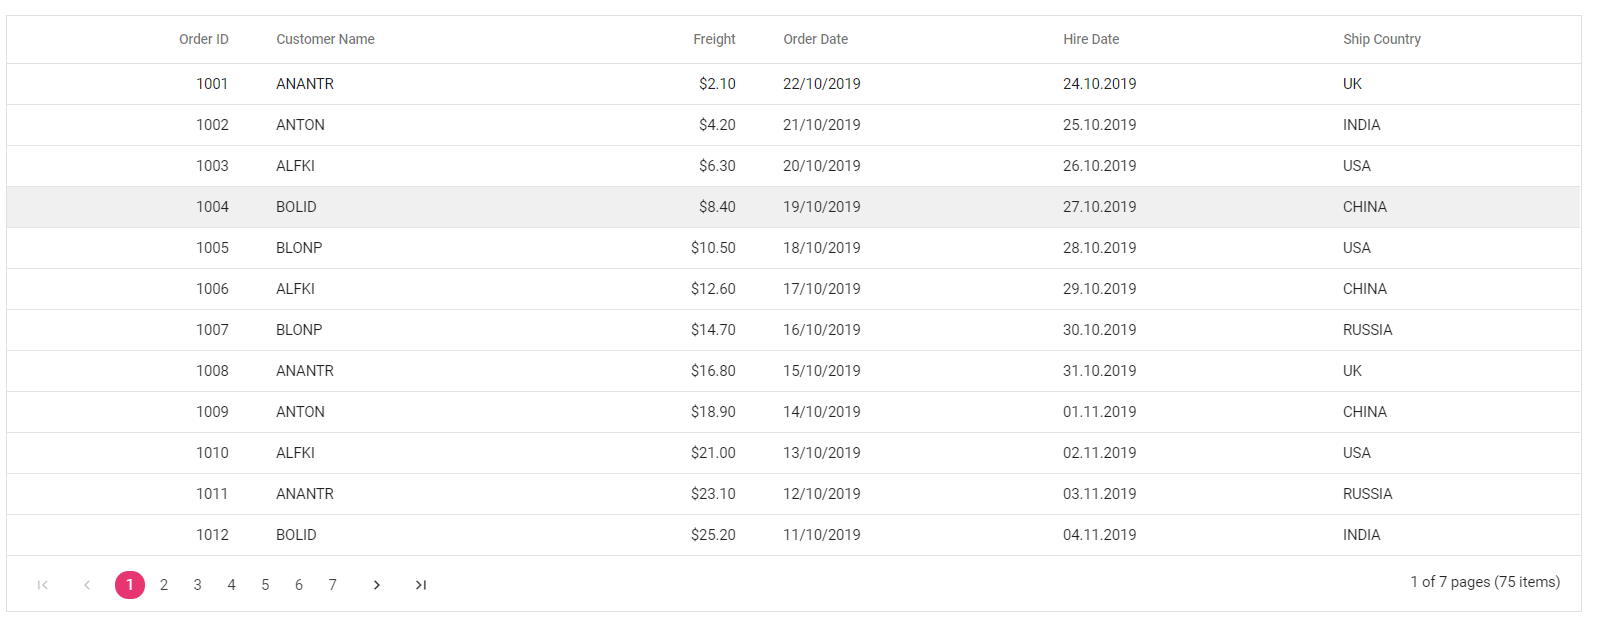 Order ID Customer Name Freight Order Date Hire Date Ship Country
1001 ANANTR $2.10 22/10/2019 24.10.2019 UK
1002 ANTON $4.20 21/10/2019 25.10.2019 INDIA
1003 ALFKI $6.30 20/10/2019 26.10.2019 USA
1004 BOLID $8.40 19/10/2019 27.10.2019 CHINA
1005 BLONP $10.50 18/10/2019 28.10.2019 USA
1006 ALFKI $12.60 17/10/2019 29.10.2019 CHINA
1007 BLONP $14.70 16/10/2019 30.10.2019 RUSSIA
1008 ANANTR $16.80 15/10/2019 31.10.2019 UK
1009 ANTON $18.90 14/10/2019 01.11.2019 CHINA
1010 ALFKI $21.00 13/10/2019 02.11.2019 USA
1011 ANANTR $23.10 12/10/2019 03.11.2019 RUSSIA
1012 BOLID $25.20 11/10/2019 04.11.2019 INDIA
1 2 3 4 5 6 7 1 of 7 pages (75 items)